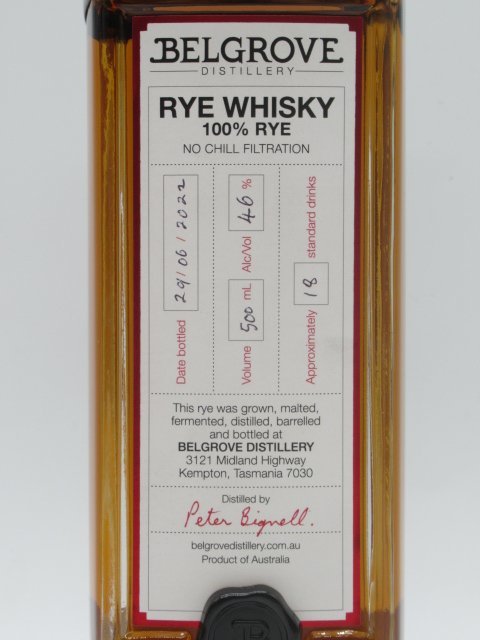 BELGROVE
DISTILLERY
RYE WHISKY
100% RYE
NO CHILL FILTRATION
Date bottled 29/06/2022
Volume 500 mL Alc/Vol 46 %
Approximately 18 standard drinks
This rye was grown, malted,
fermented, distilled, barrelled
and bottled at
BELGROVE DISTILLERY
3121 Midland Highway
Kempton, Tasmania 7030
Distilled by
Peter Bignell.
belgrovedistillery.com.au
Product of Australia